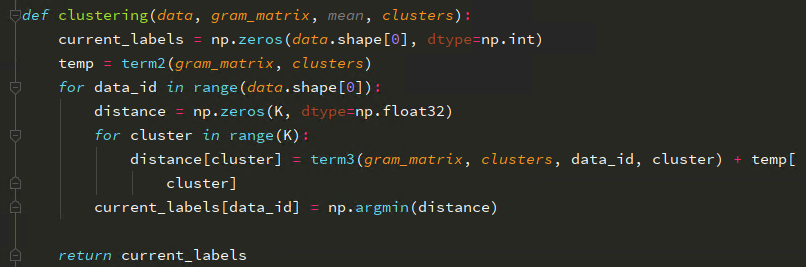 def clustering(data, gram_matrix, mean, clusters):
    current_labels = np.zeros(data.shape[0], dtype=np.int)
    temp = term2(gram_matrix, clusters)
    for data_id in range(data.shape[0]):
        distance = np.zeros(K, dtype=np.float32)
        for cluster in range(K):
            distance[cluster] = term3(gram_matrix, clusters, data_id, cluster) + temp[
                cluster]
        current_labels[data_id] = np.argmin(distance)

    return current_labels